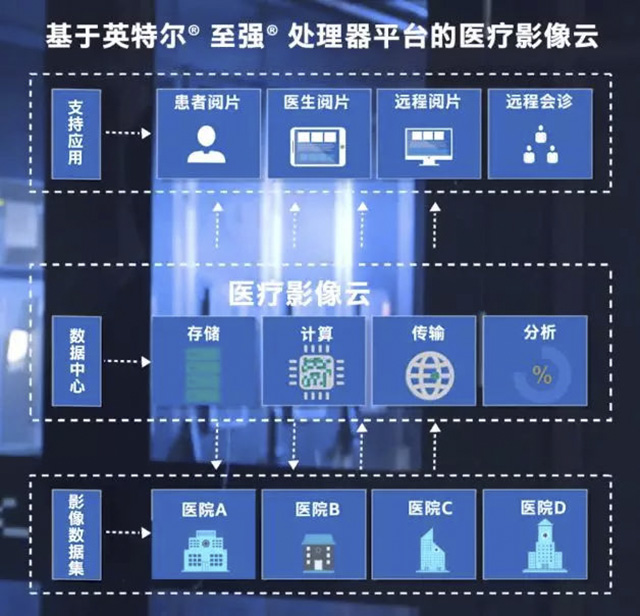 基于英特尔® 至强® 处理器平台的医疗影像云
支持应用
患者阅片
医生阅片
远程阅片
远程会诊
医疗影像云
数据中心
存储
计算
传输
分析
%
影像数据集
医院A
医院B
医院C
医院D